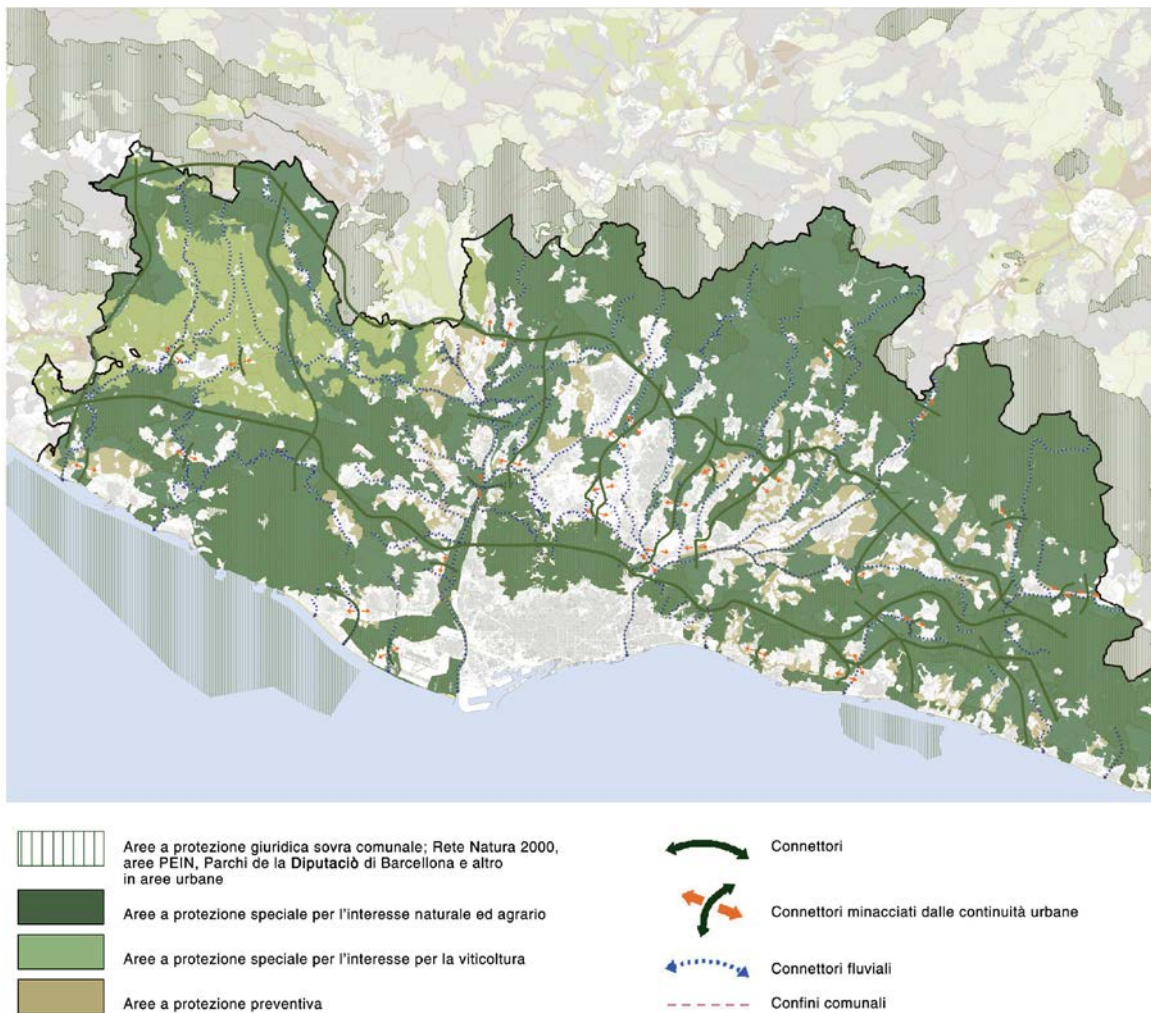 Aree a protezione giuridica sovra comunale; Rete Natura 2000,
aree PEIN, Parchi de la Diputaciò di Barcellona e altro
in aree urbane
Aree a protezione speciale per l'interesse naturale ed agrario
Aree a protezione speciale per l'interesse per la viticoltura
Aree a protezione preventiva
Connettori
Connettori minacciati dalle continuità urbane
Connettori fluviali
Confini comunali